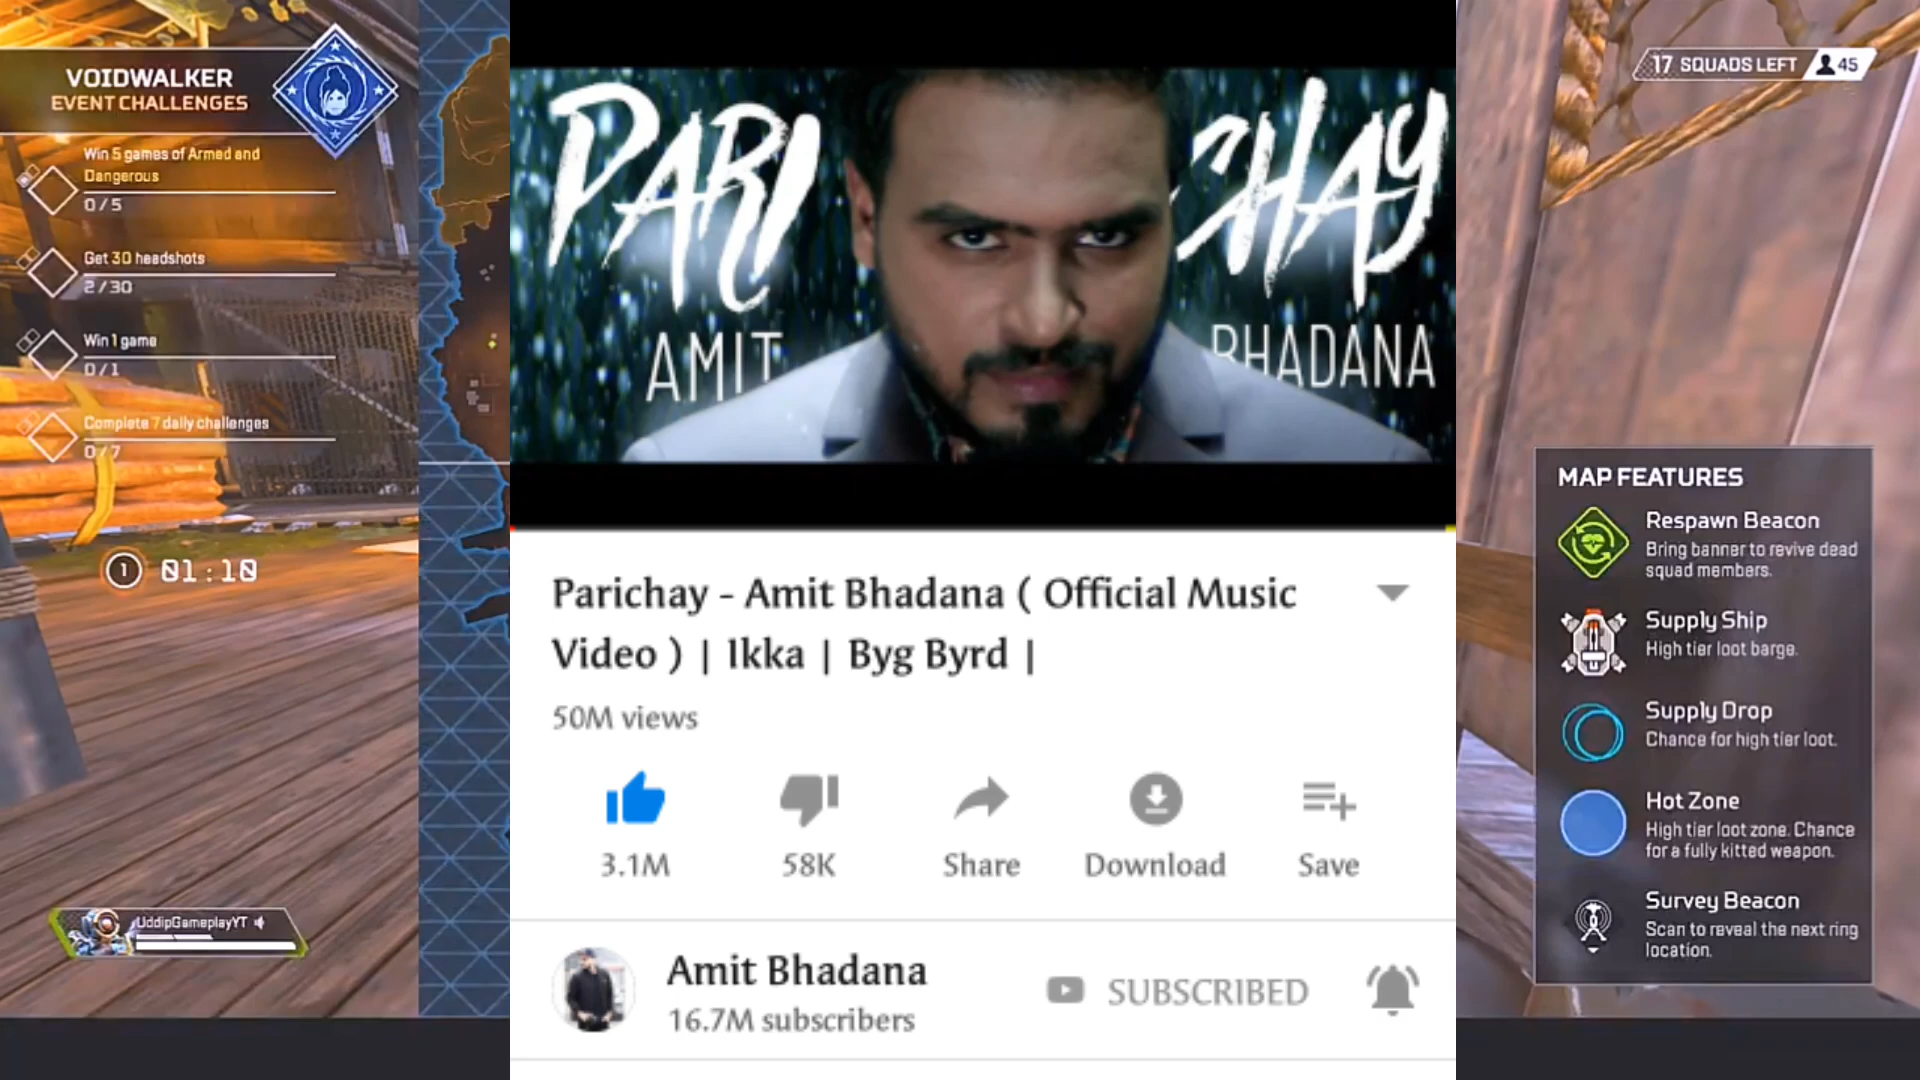 VOIDWALKER
EVENT CHALLENGES
Win 5 games of Armed and
Dangerous
0/5
Get 30 headshots
2/30
Win 1 game
0/1
Complete 7 daily challenges
0/7
1 01:10
UddipGameplayYT
PARI CHAY
AMIT BHADANA
Parichay - Amit Bhadana ( Official Music
Video ) | Ikka | Byg Byrd |
50M views
3.1M 58K Share Download Save
Amit Bhadana
16.7M subscribers
SUBSCRIBED
17 SQUADS LEFT 45
MAP FEATURES
Respawn Beacon
Bring banner to revive dead
squad members.
Supply Ship
High tier loot barge.
Supply Drop
Chance for high tier loot.
Hot Zone
High tier loot zone. Chance
for a fully kitted weapon.
Survey Beacon
Scan to reveal the next ring
location.